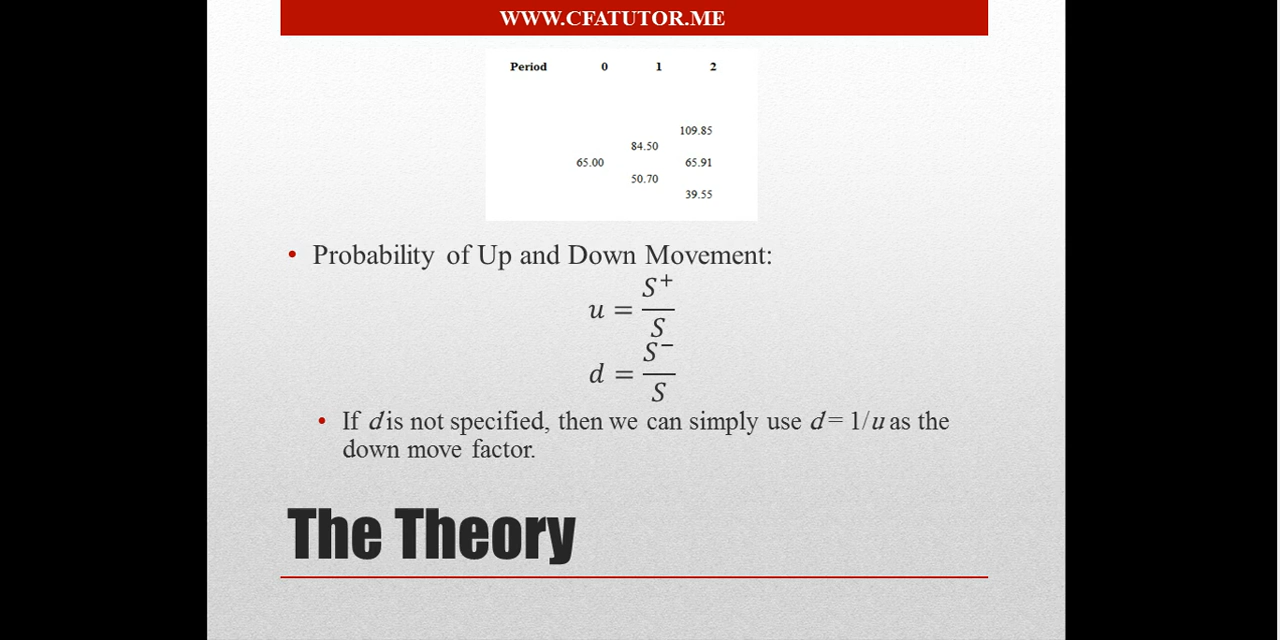 WWW.CFATUTOR.ME
Period 0 1 2
109.85
84.50
65.00 65.91
50.70
39.55
• Probability of Up and Down Movement:
u = S⁺/S
d = S⁻/S
• If d is not specified, then we can simply use d = 1/u as the
down move factor.
The Theory